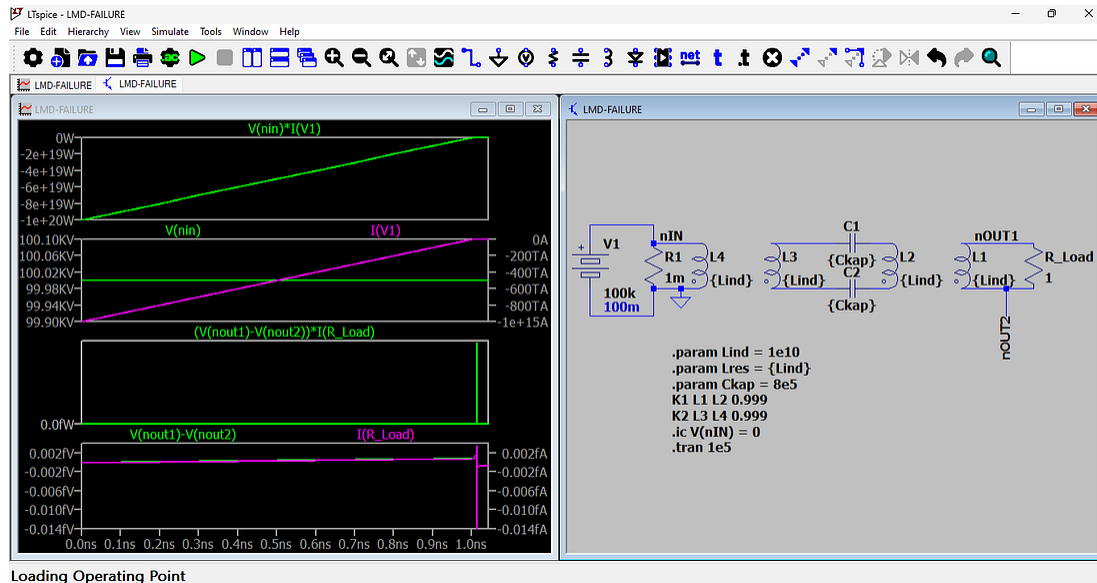 LTspice - LMD-FAILURE
File Edit Hierarchy View Simulate Tools Window Help
.ac net t .t
LMD-FAILURE LMD-FAILURE
LMD-FAILURE
V(nin)*I(V1)
0W
-2e+19W
-4e+19W
-6e+19W
-8e+19W
-1e+20W
V(nin) I(V1)
100.10KV 0A
100.06KV -200TA
100.02KV -400TA
99.98KV -600TA
99.94KV -800TA
99.90KV -1e+15A
(V(nout1)-V(nout2))*I(R_Load)
0.0fW
V(nout1)-V(nout2) I(R_Load)
0.002fV 0.002fA
-0.002fV -0.002fA
-0.006fV -0.006fA
-0.010fV -0.010fA
-0.014fV -0.014fA
0.0ns 0.1ns 0.2ns 0.3ns 0.4ns 0.5ns 0.6ns 0.7ns 0.8ns 0.9ns 1.0ns
LMD-FAILURE
C1
nIN nOUT1
+ V1 R1 L4 L3 {Ckap} L2 L1 R_Load
C2
1m {Lind} {Lind} {Lind} {Lind} 1
100k
100m {Ckap}
nOUT2
.param Lind = 1e10
.param Lres = {Lind}
.param Ckap = 8e5
K1 L1 L2 0.999
K2 L3 L4 0.999
.ic V(nIN) = 0
.tran 1e5
Loading Operating Point